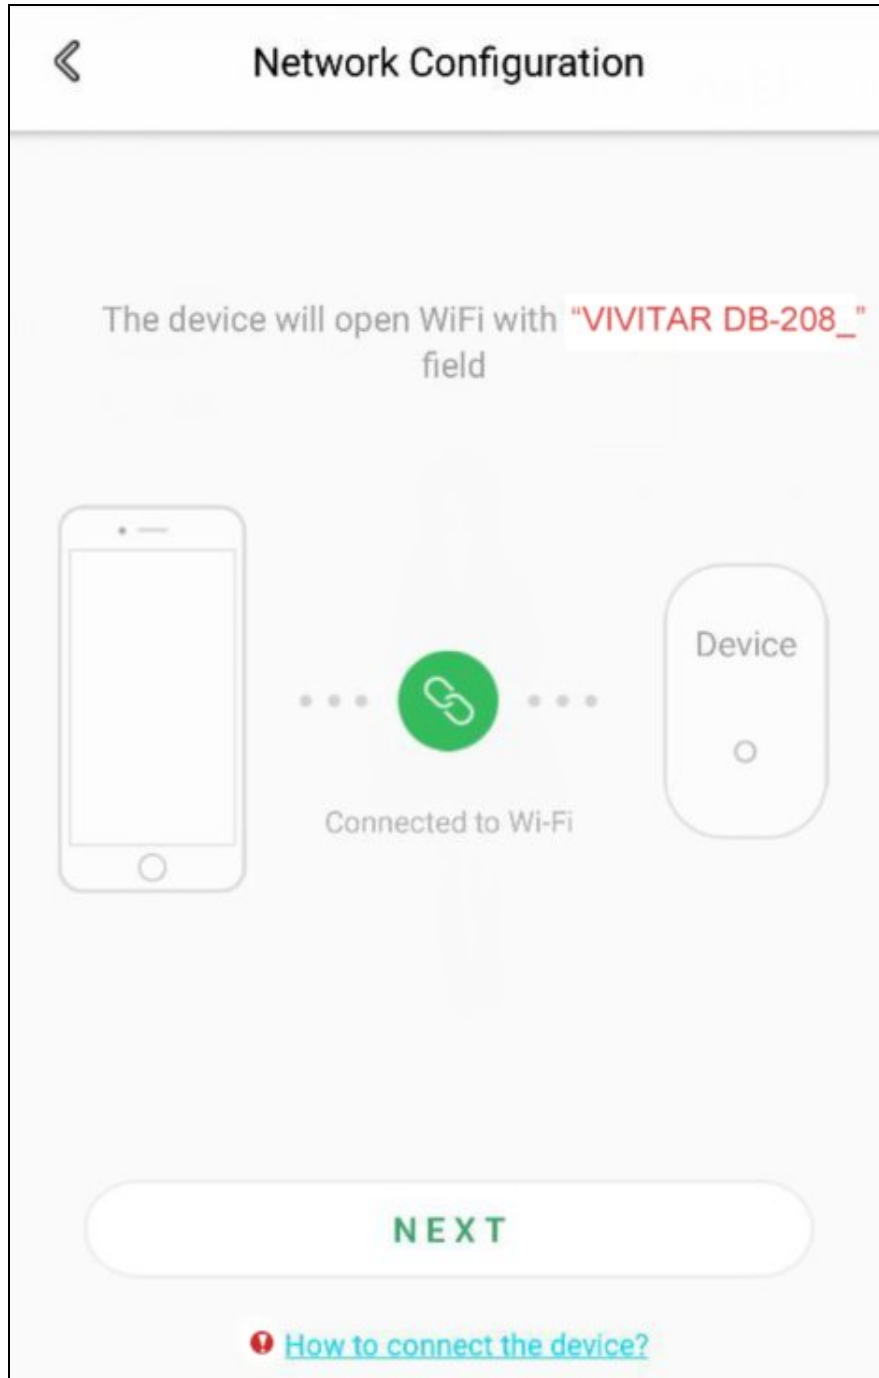 Network Configuration
The device will open WiFi with “VIVITAR DB-208_”
field
Device
Connected to Wi-Fi
NEXT
How to connect the device?